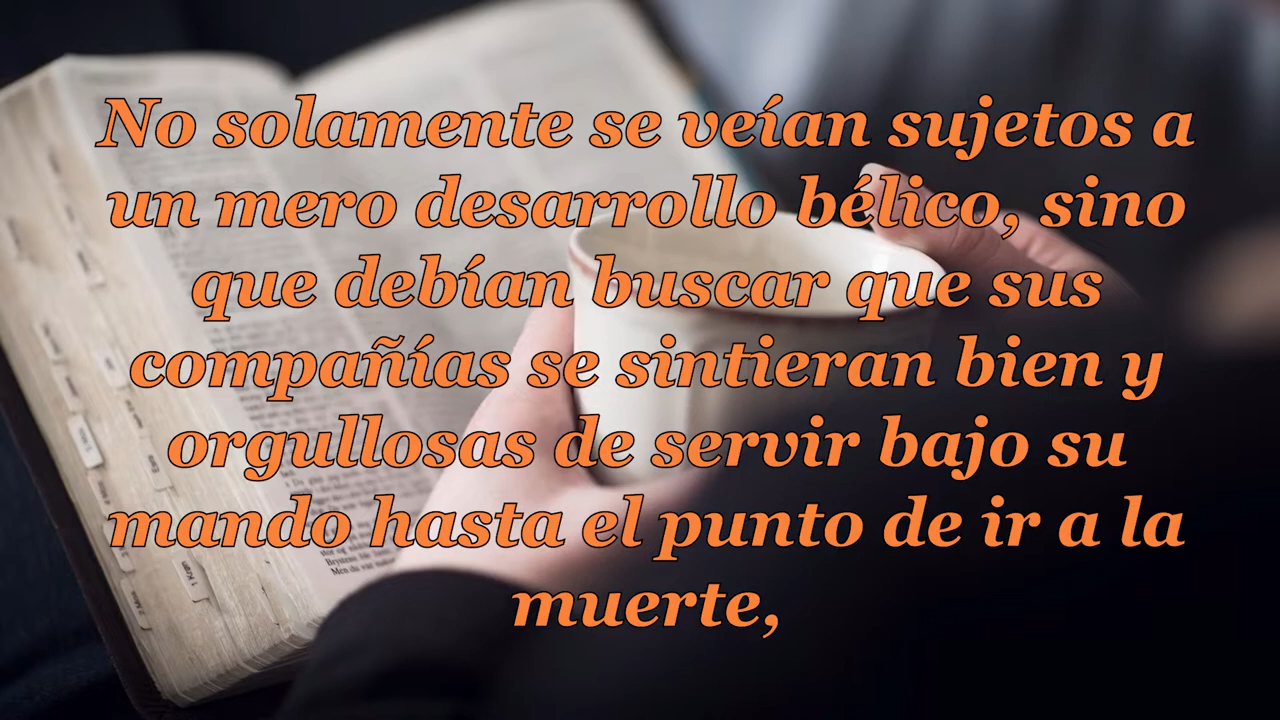 No solamente se veían sujetos a
un mero desarrollo bélico, sino
que debían buscar que sus
compañías se sintieran bien y
orgullosas de servir bajo su
mando hasta el punto de ir a la
muerte,